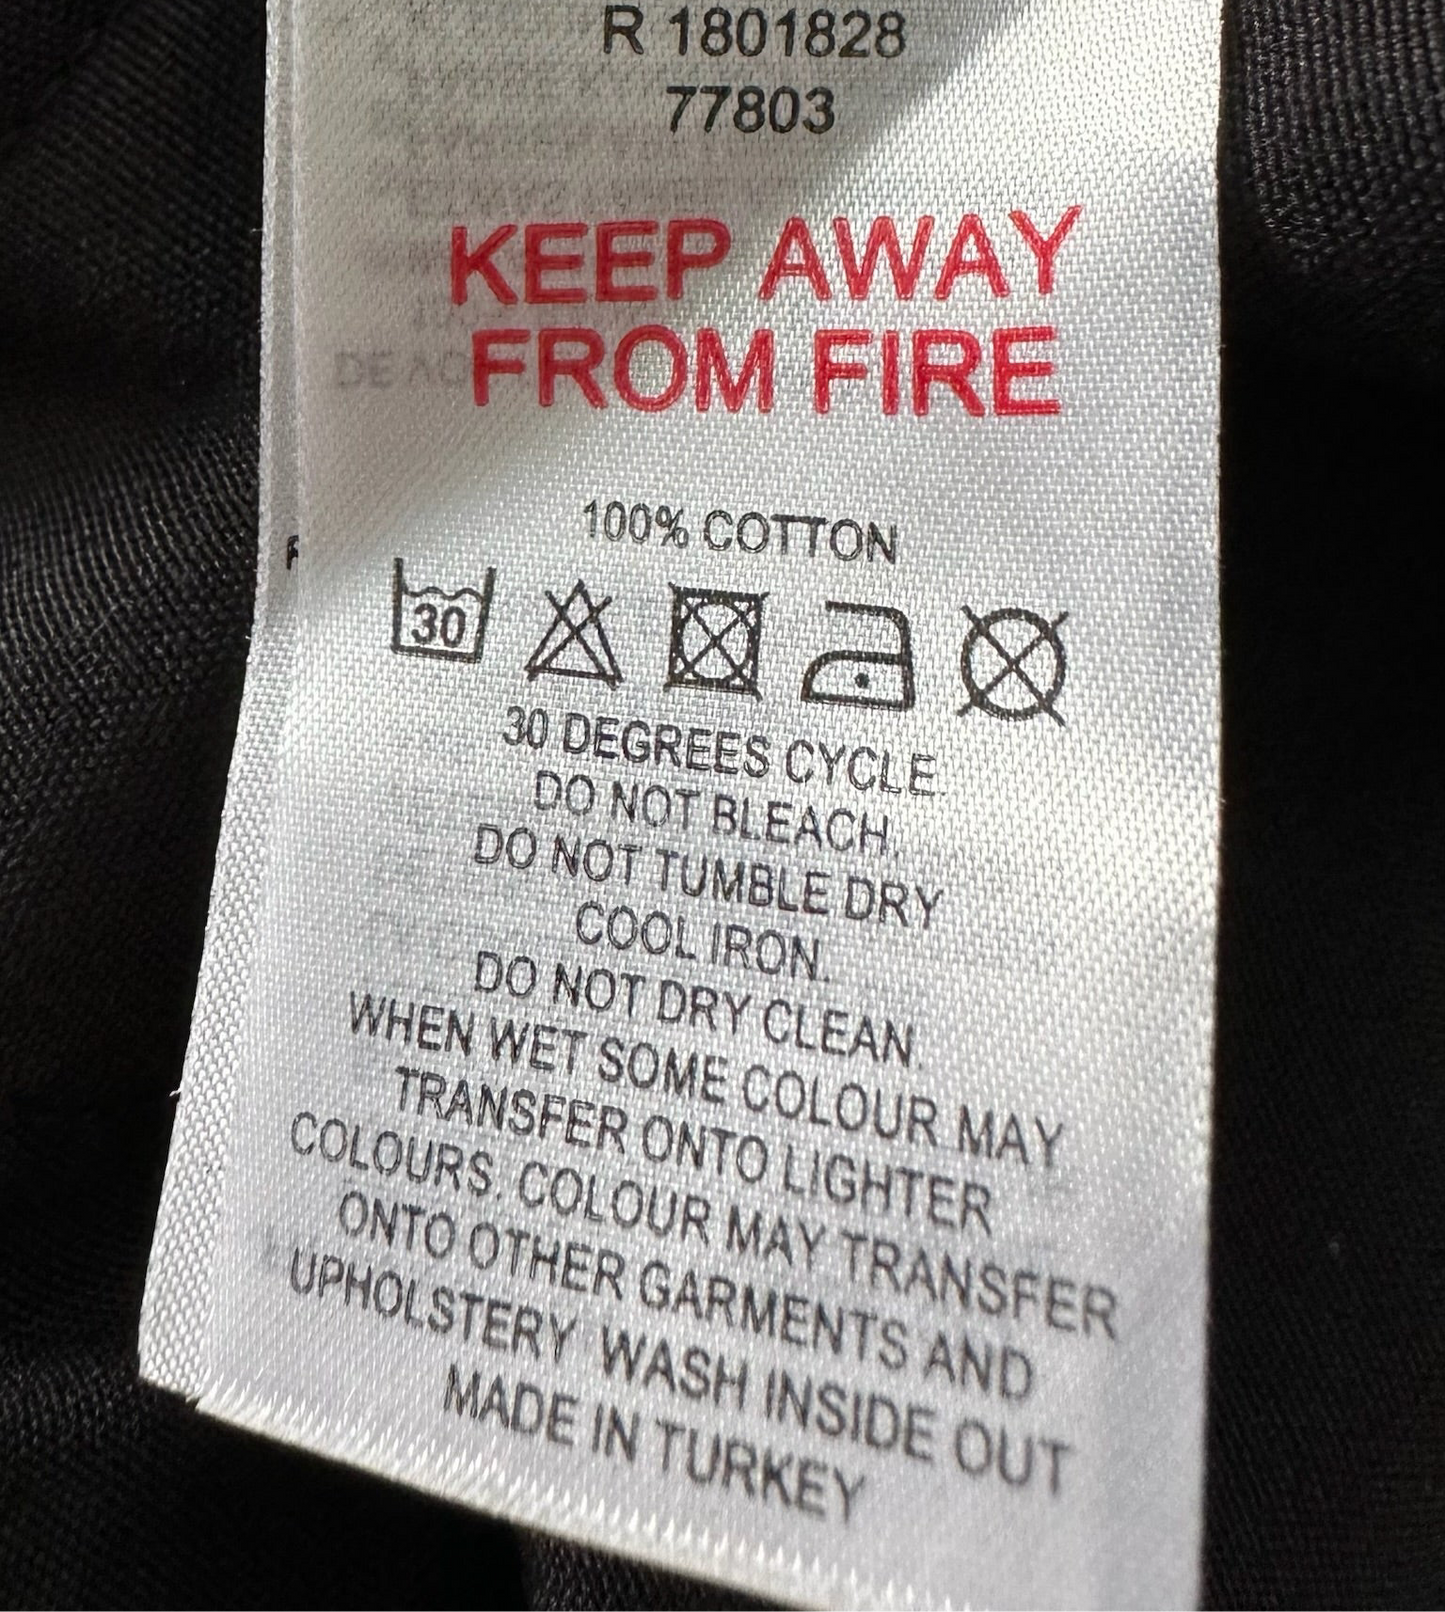 R 1801828
77803
KEEP AWAY
FROM FIRE
100% COTTON
30
30 DEGREES CYCLE.
DO NOT BLEACH.
DO NOT TUMBLE DRY
COOL IRON.
DO NOT DRY CLEAN.
WHEN WET SOME COLOUR MAY
TRANSFER ONTO LIGHTER
COLOURS. COLOUR MAY TRANSFER
ONTO OTHER GARMENTS AND
UPHOLSTERY WASH INSIDE OUT
MADE IN TURKEY